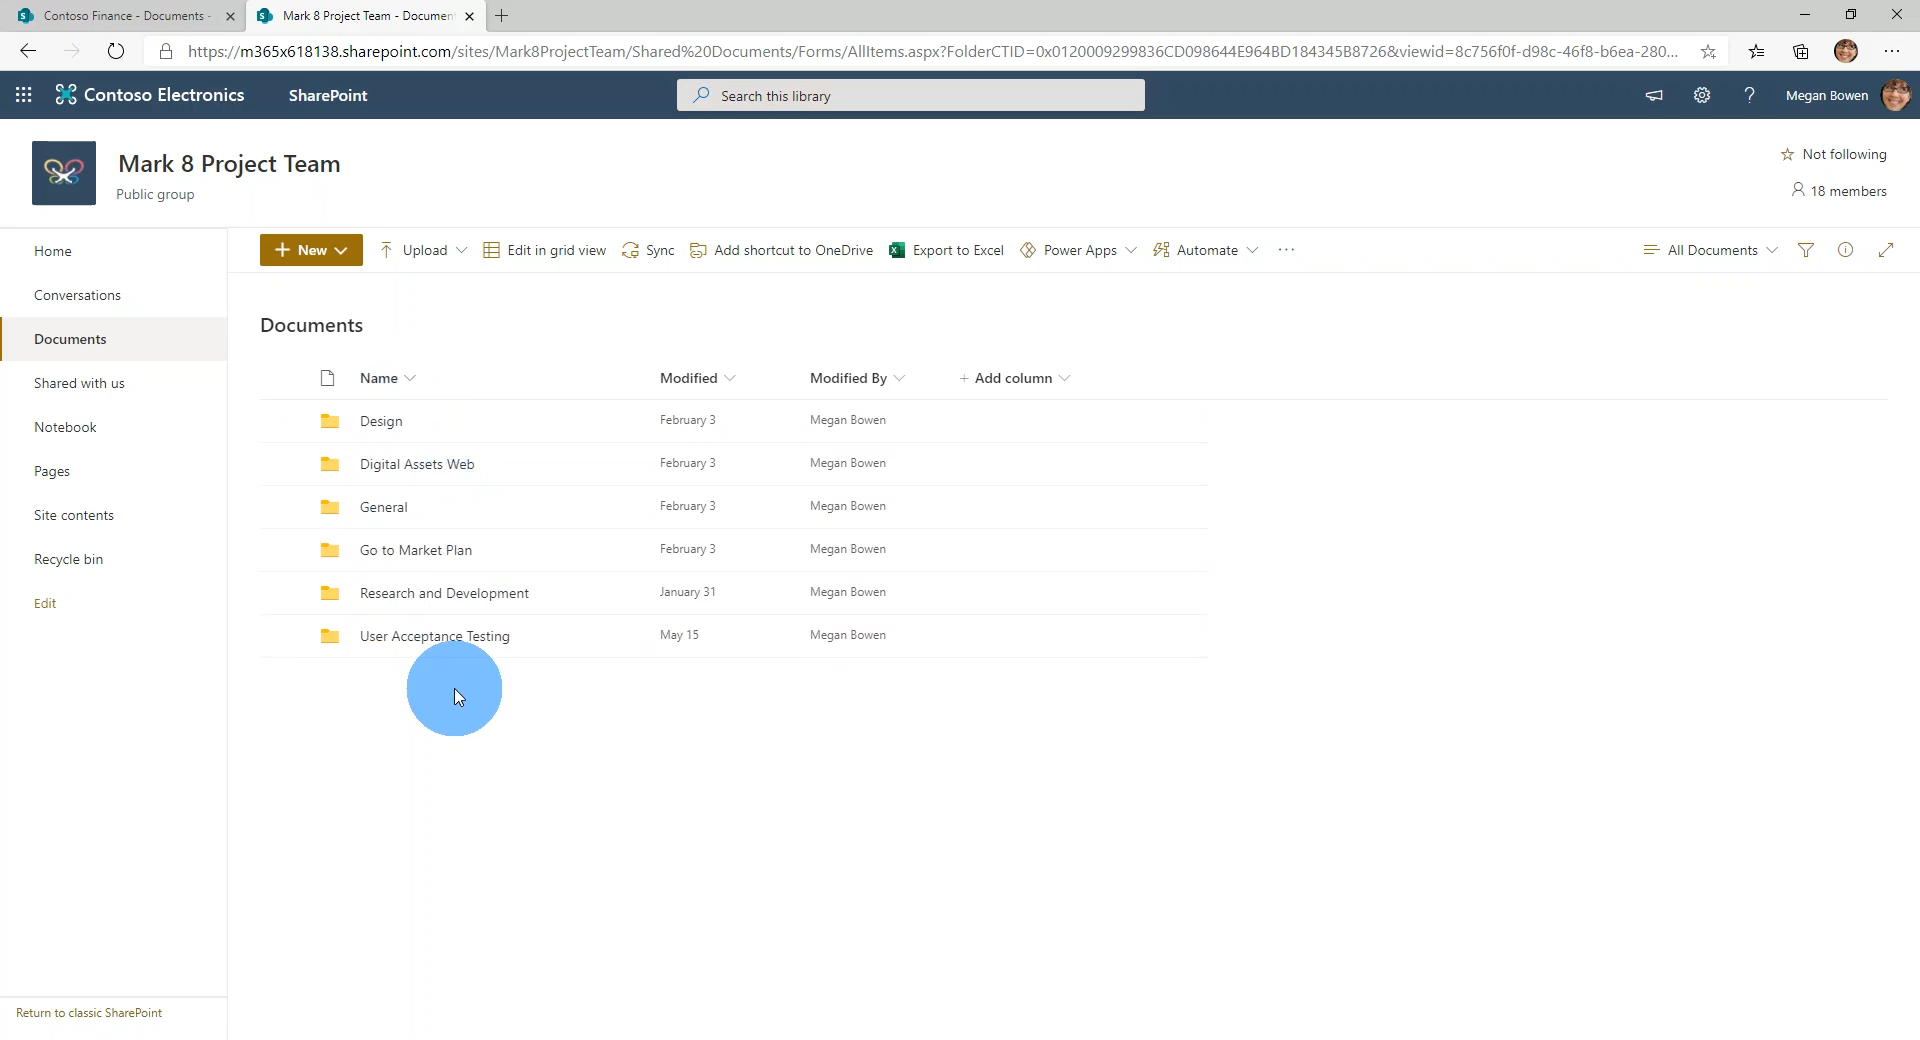 Contoso Finance - Documents -
Mark 8 Project Team - Documen
https://m365x618138.sharepoint.com/sites/Mark8ProjectTeam/Shared%20Documents/Forms/AllItems.aspx?FolderCTID=0x0120009299836CD098644E964BD184345B8726&viewid=8c756f0f-d98c-46f8-b6ea-280...
Contoso Electronics
SharePoint
Search this library
?
Megan Bowen
Mark 8 Project Team
Public group
Not following
18 members
Home
Conversations
Documents
Shared with us
Notebook
Pages
Site contents
Recycle bin
Edit
Return to classic SharePoint
+ New
Upload
Edit in grid view
Sync
Add shortcut to OneDrive
Export to Excel
Power Apps
Automate
...
All Documents
Documents
Name Modified Modified By + Add column
Design February 3 Megan Bowen
Digital Assets Web February 3 Megan Bowen
General February 3 Megan Bowen
Go to Market Plan February 3 Megan Bowen
Research and Development January 31 Megan Bowen
User Acceptance Testing May 15 Megan Bowen